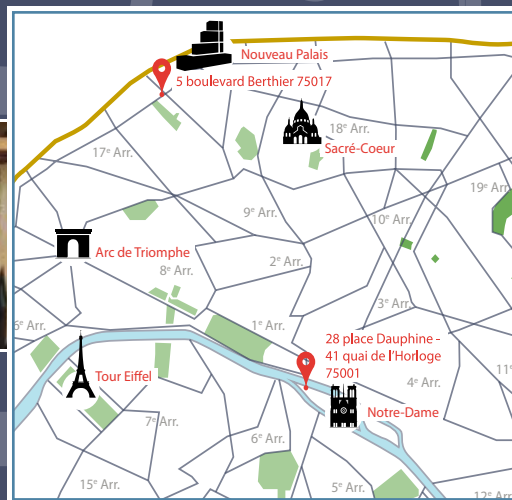 Nouveau Palais
5 boulevard Berthier 75017
18e Arr.
Sacré-Coeur
17e Arr.
19e Arr.
9e Arr.
10e Arr.
Arc de Triomphe
2e Arr.
8e Arr.
3e Arr.
6e Arr.
1e Arr.
28 place Dauphine -
41 quai de l'Horloge
75001
11e
Tour Eiffel
4e Arr.
Notre-Dame
7e Arr.
6e Arr.
15e Arr.
5e Arr.
12e Arr.